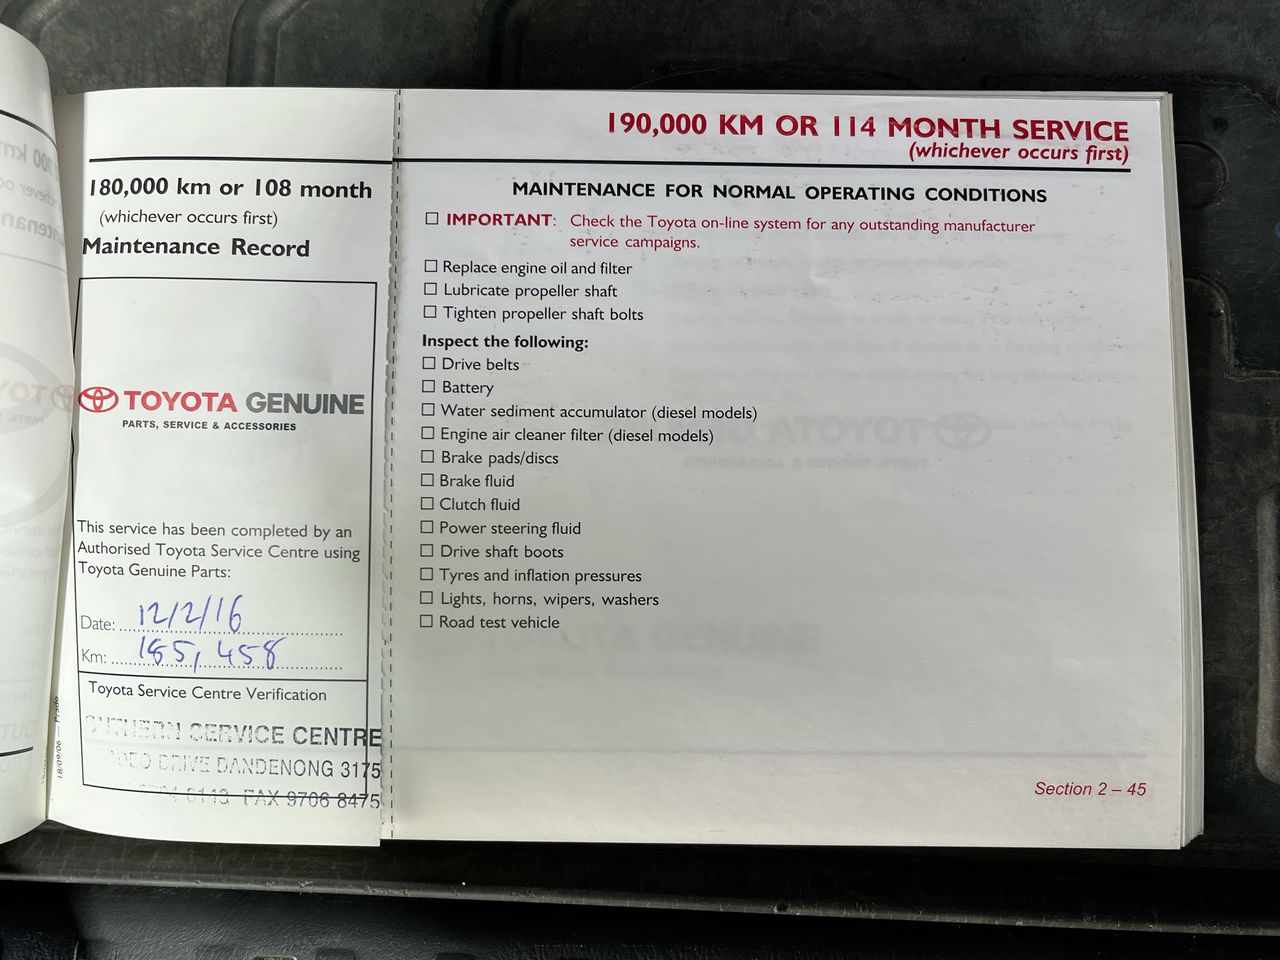 180,000 km or 108 month
(whichever occurs first)
Maintenance Record
TOYOTA GENUINE
PARTS, SERVICE & ACCESSORIES
This service has been completed by an
Authorised Toyota Service Centre using
Toyota Genuine Parts:
Date: 12/2/16
Km: 185,458
Toyota Service Centre Verification
SERVICE CENTRE
DRIVE DANDENONG 3175
FAX 9706 8475
18/09/06 — Prado
190,000 KM OR 114 MONTH SERVICE
(whichever occurs first)
MAINTENANCE FOR NORMAL OPERATING CONDITIONS
☐ IMPORTANT: Check the Toyota on-line system for any outstanding manufacturer
service campaigns.
☐ Replace engine oil and filter
☐ Lubricate propeller shaft
☐ Tighten propeller shaft bolts
Inspect the following:
☐ Drive belts
☐ Battery
☐ Water sediment accumulator (diesel models)
☐ Engine air cleaner filter (diesel models)
☐ Brake pads/discs
☐ Brake fluid
☐ Clutch fluid
☐ Power steering fluid
☐ Drive shaft boots
☐ Tyres and inflation pressures
☐ Lights, horns, wipers, washers
☐ Road test vehicle
Section 2 – 45